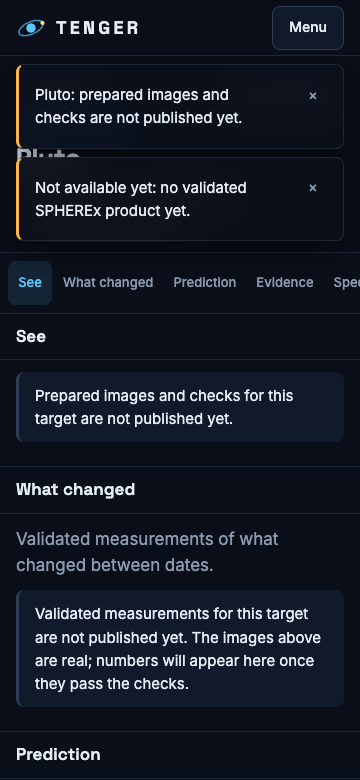 TENGER
Menu
Pluto: prepared images and
checks are not published yet.
×
Pluto
Not available yet: no validated
SPHEREx product yet.
×
See What changed Prediction Evidence
See
Prepared images and checks for this
target are not published yet.
What changed
Validated measurements of what
changed between dates.
Validated measurements for this target
are not published yet. The images above
are real; numbers will appear here once
they pass the checks.
Prediction